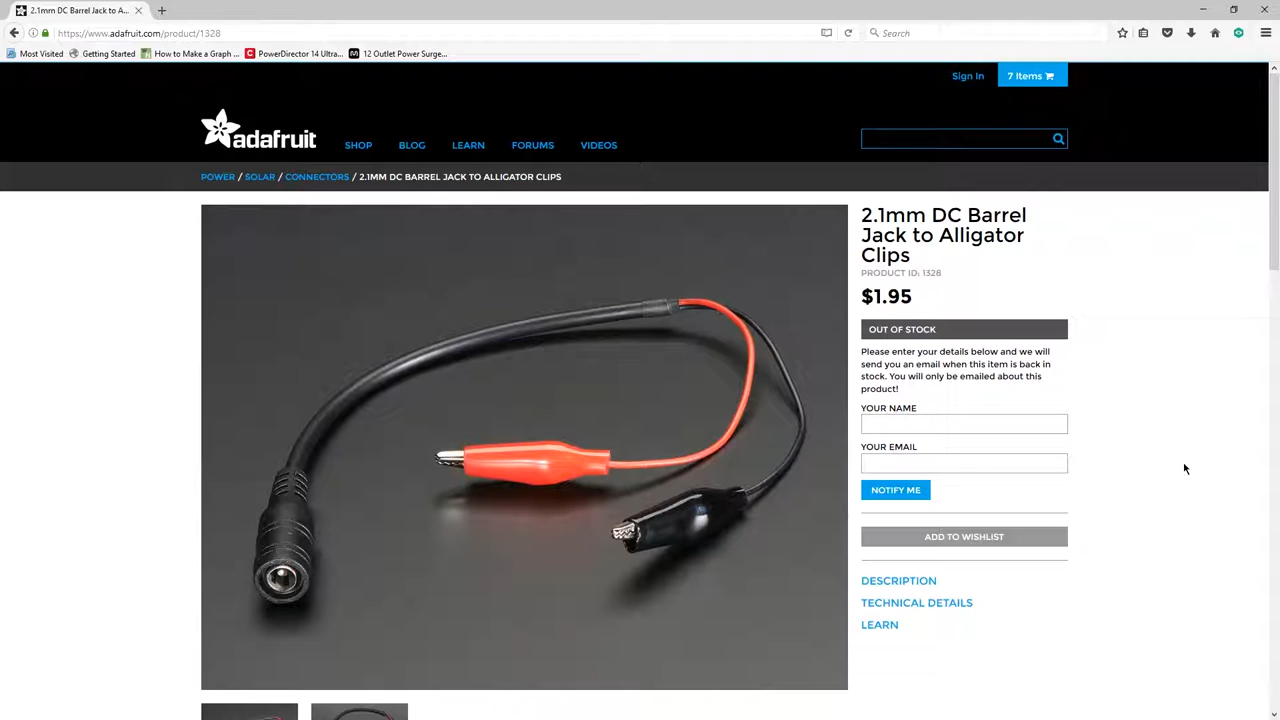 2.1mm DC Barrel Jack to A...
https://www.adafruit.com/product/1328
Search
Most Visited
Getting Started
How to Make a Graph ...
PowerDirector 14 Ultra...
12 Outlet Power Surge...
Sign In
7 Items
adafruit
SHOP
BLOG
LEARN
FORUMS
VIDEOS
POWER / SOLAR / CONNECTORS / 2.1MM DC BARREL JACK TO ALLIGATOR CLIPS
2.1mm DC Barrel
Jack to Alligator
Clips
PRODUCT ID: 1328
$1.95
OUT OF STOCK
Please enter your details below and we will
send you an email when this item is back in
stock. You will only be emailed about this
product!
YOUR NAME
YOUR EMAIL
NOTIFY ME
ADD TO WISHLIST
DESCRIPTION
TECHNICAL DETAILS
LEARN